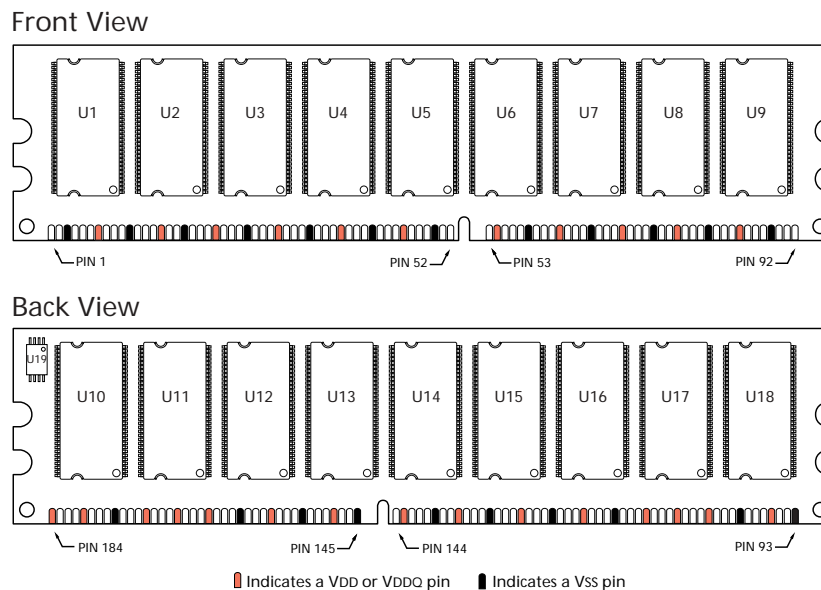 Front View
U1 U2 U3 U4 U5 U6 U7 U8 U9
PIN 1 PIN 52 PIN 53 PIN 92
Back View
U19
U10 U11 U12 U13 U14 U15 U16 U17 U18
PIN 184 PIN 145 PIN 144 PIN 93
Indicates a VDD or VDDQ pin Indicates a VSS pin